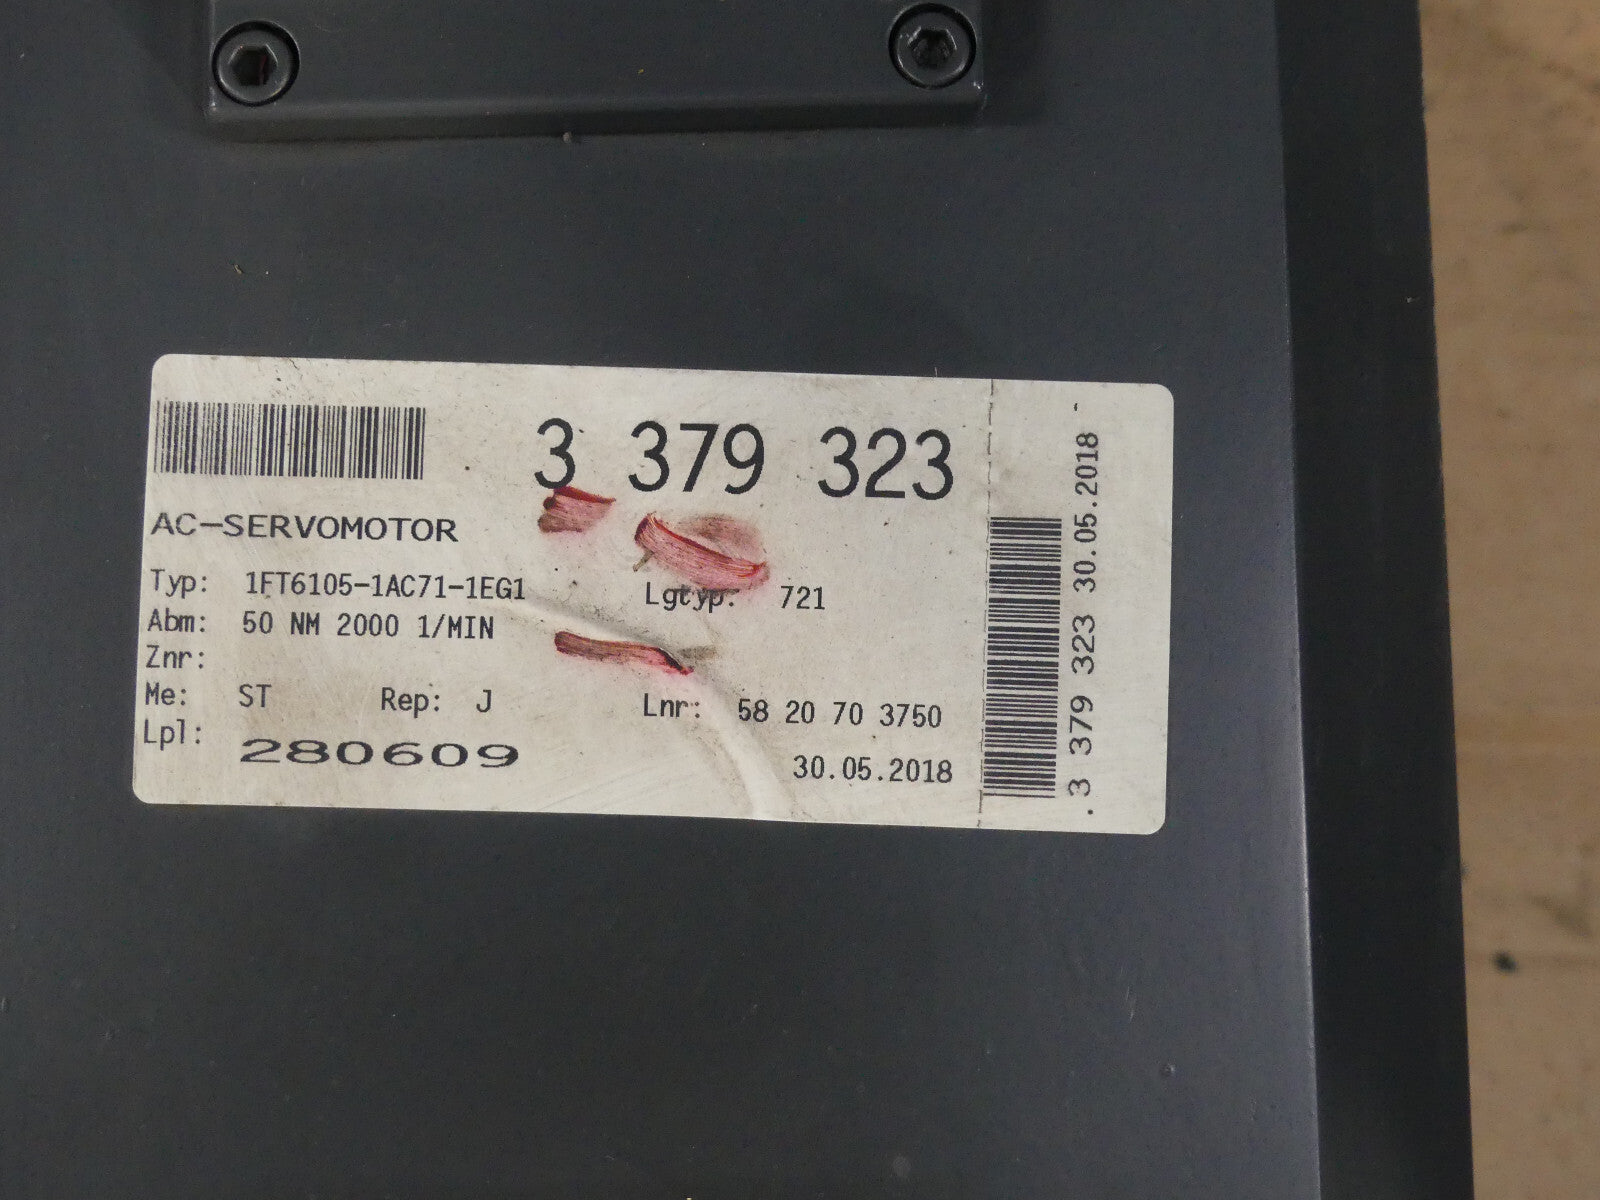 3 379 323
AC-SERVOMOTOR
Typ: 1FT6105-1AC71-1EG1 Lgtyp: 721
Abm: 50 NM 2000 1/MIN
Znr:
Me: ST Rep: J Lnr: 58 20 70 3750
Lpl: 280609 30.05.2018
.3 379 323 30.05.2018